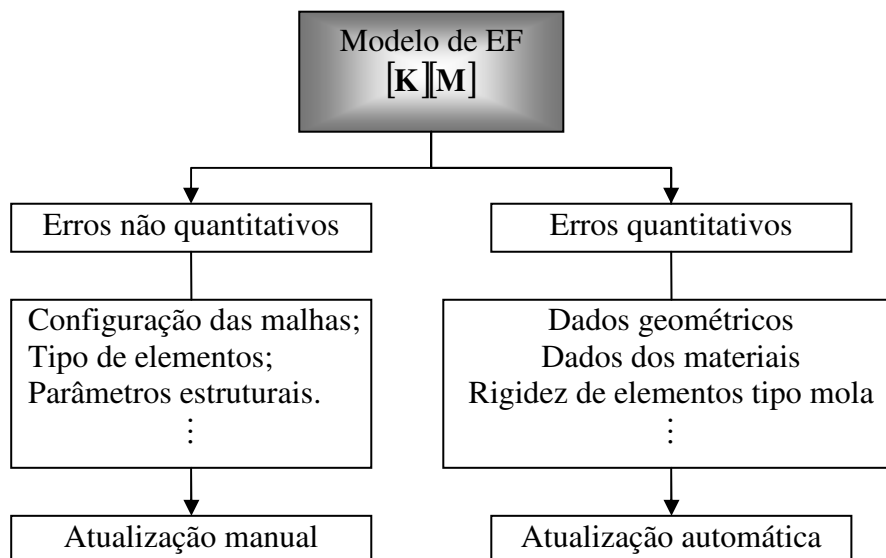 Modelo de EF
[K][M]
Erros não quantitativos
Erros quantitativos
Configuração das malhas;
Tipo de elementos;
Parâmetros estruturais.
⋮
Dados geométricos
Dados dos materiais
Rigidez de elementos tipo mola
⋮
Atualização manual
Atualização automática